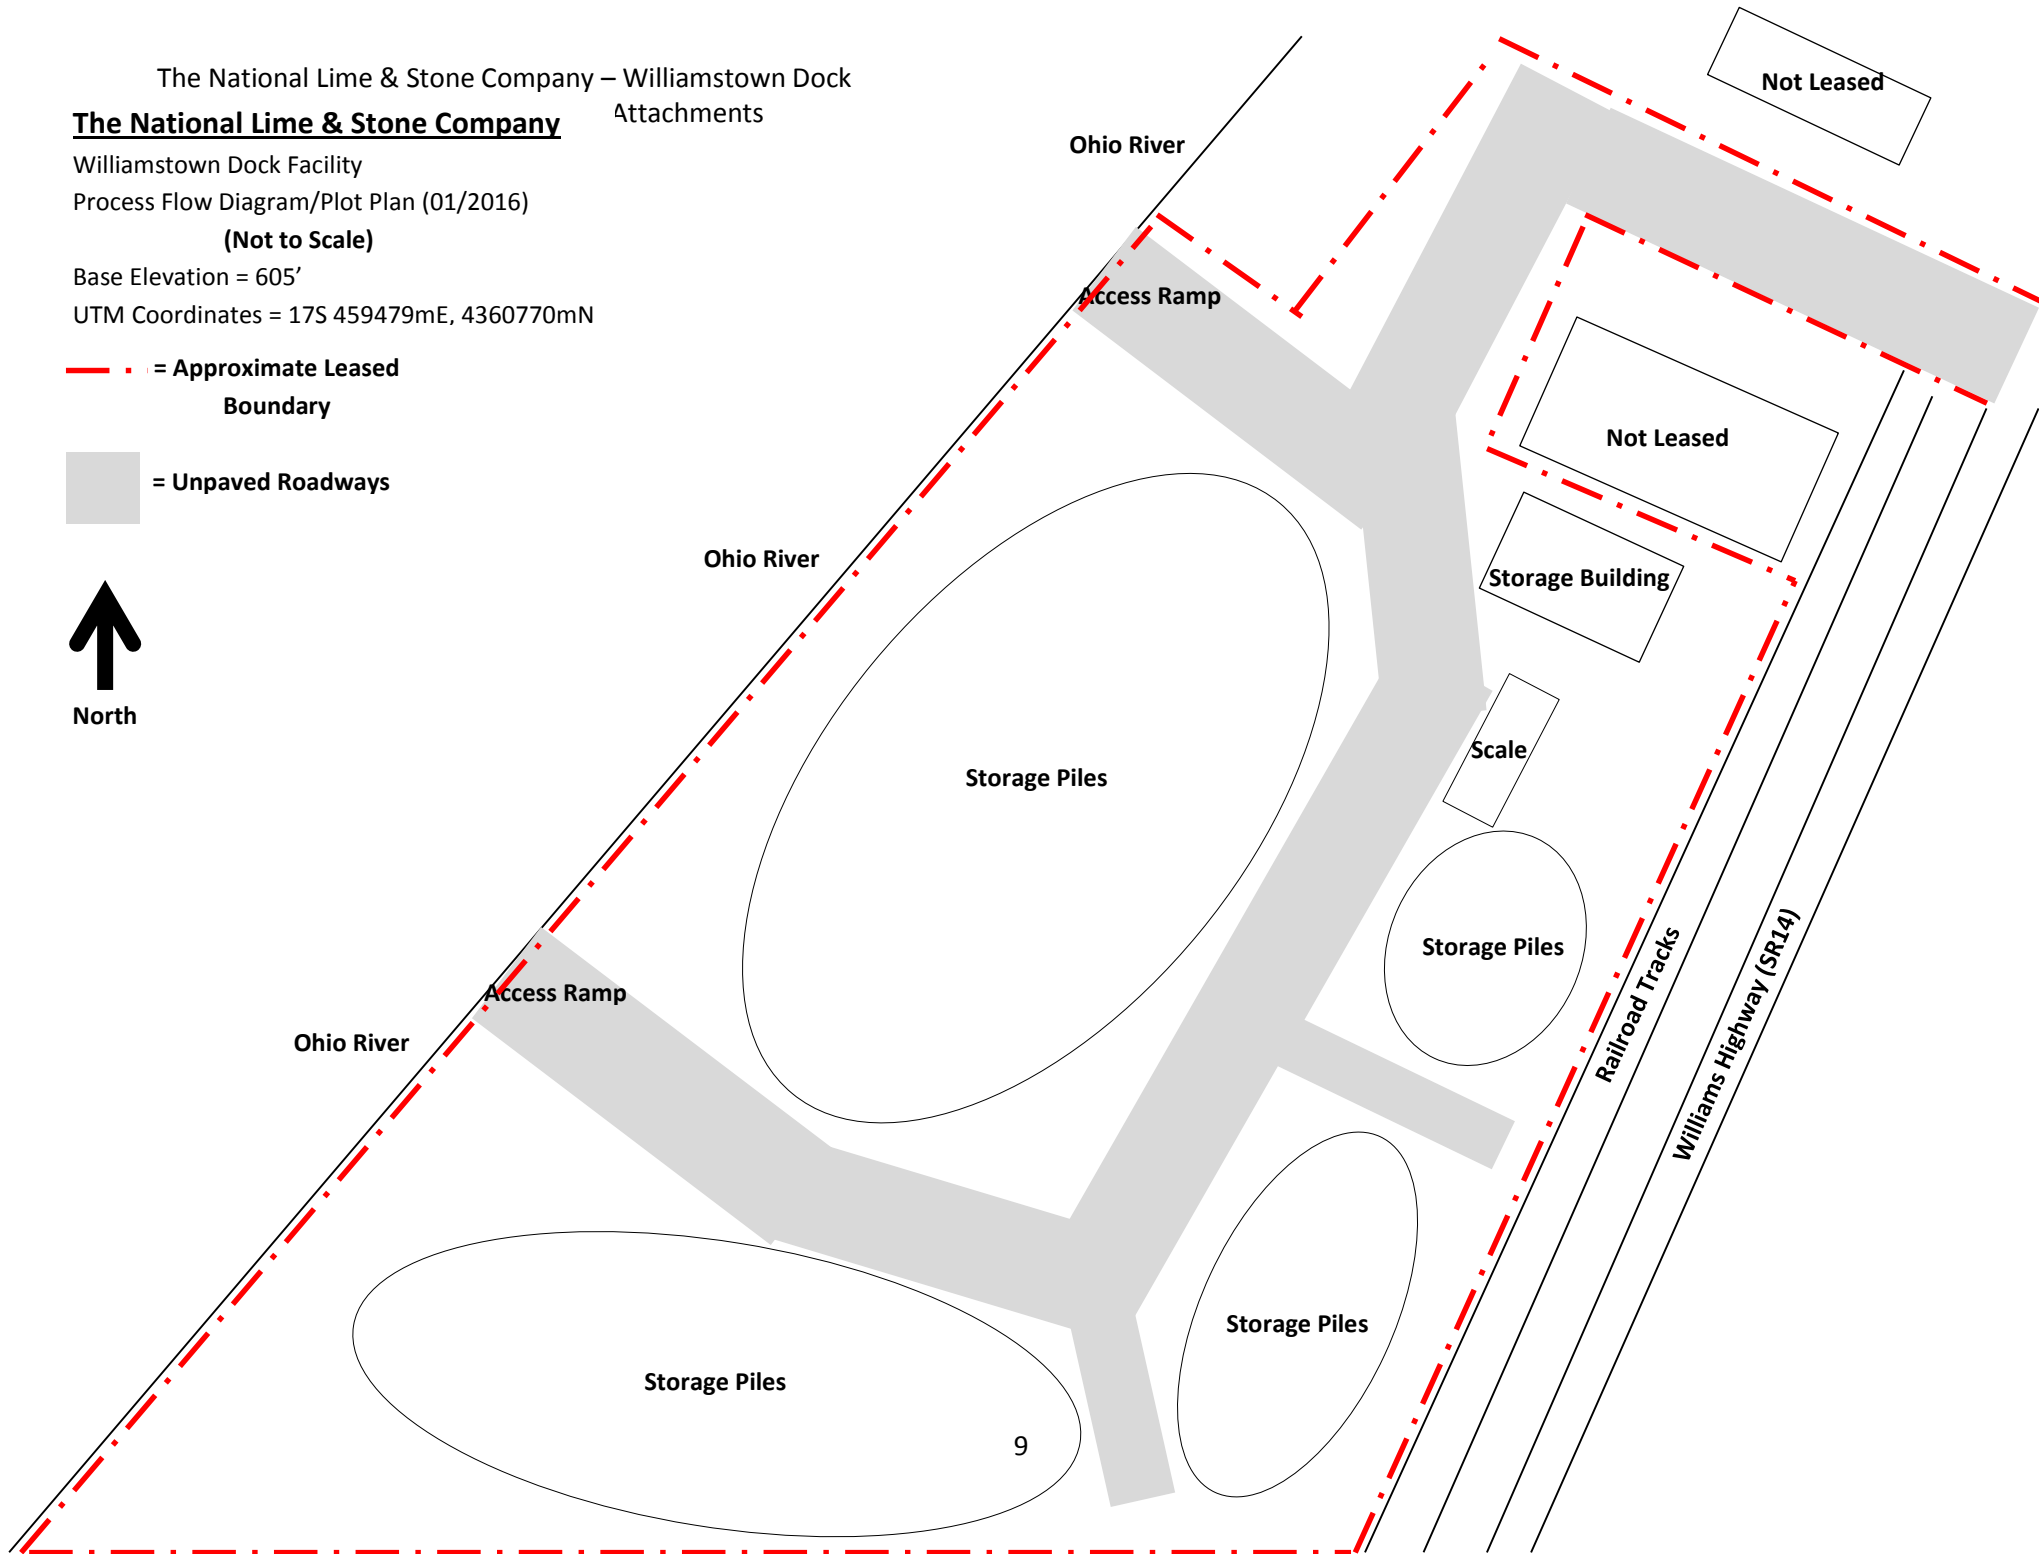 The National Lime & Stone Company – Williamstown Dock
Attachments
The National Lime & Stone Company
Williamstown Dock Facility
Process Flow Diagram/Plot Plan (01/2016)
(Not to Scale)
Base Elevation = 605’
UTM Coordinates = 17S 459479mE, 4360770mN
= Approximate Leased
Boundary
= Unpaved Roadways
North
Not Leased
Ohio River
Access Ramp
Not Leased
Ohio River
Storage Building
Scale
Storage Piles
Storage Piles
Access Ramp
Ohio River
Railroad Tracks
Williams Highway (SR14)
Storage Piles
Storage Piles
9